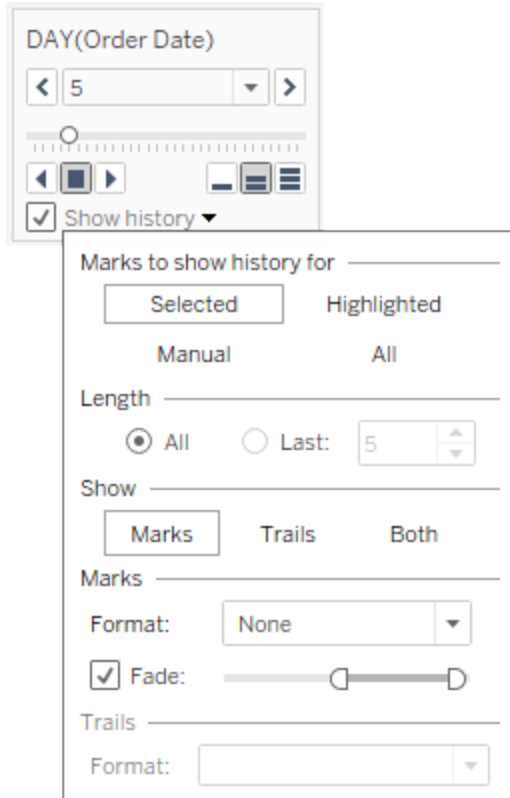 DAY(Order Date)
5
Show history
Marks to show history for
Selected Highlighted
Manual All
Length
All Last: 5
Show
Marks Trails Both
Marks
Format: None
Fade:
Trails
Format: